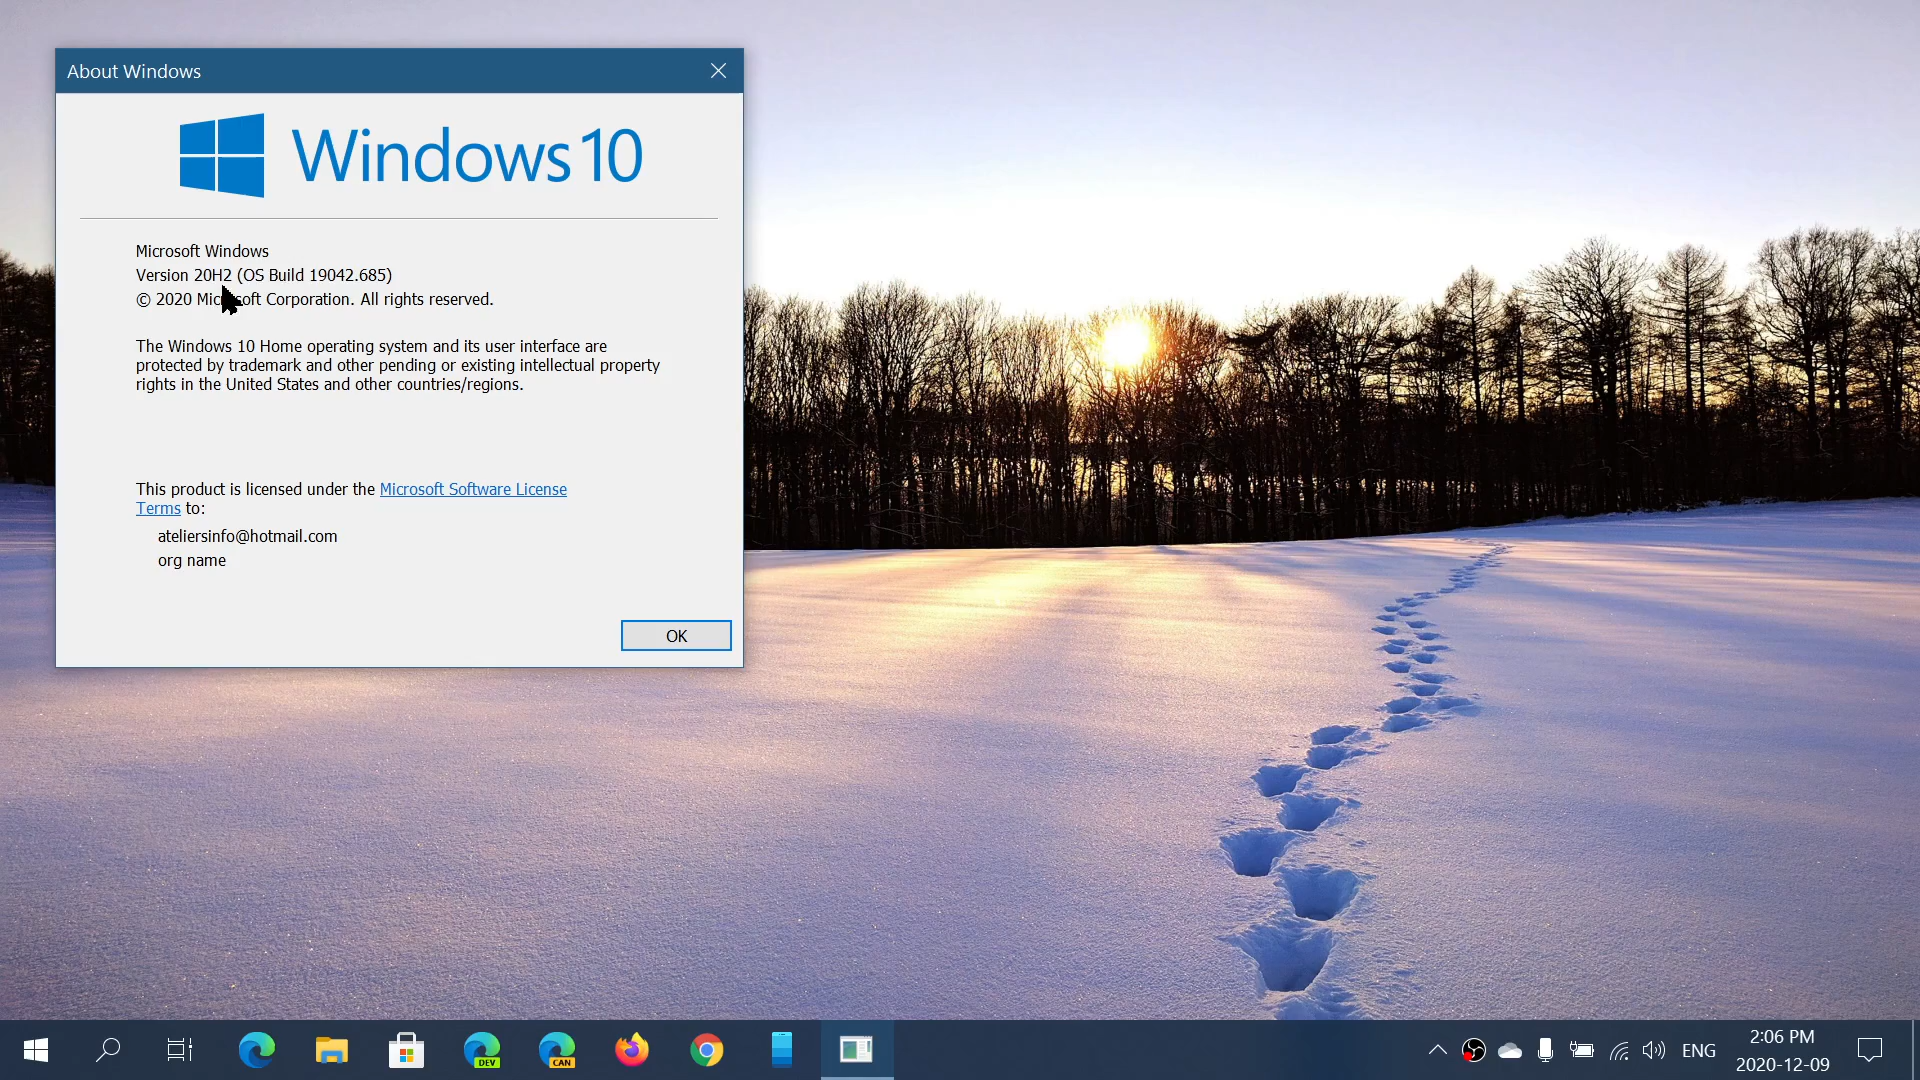 About Windows
Windows 10
Microsoft Windows
Version 20H2 (OS Build 19042.685)
© 2020 Microsoft Corporation. All rights reserved.
The Windows 10 Home operating system and its user interface are
protected by trademark and other pending or existing intellectual property
rights in the United States and other countries/regions.
This product is licensed under the Microsoft Software License
Terms to:
ateliersinfo@hotmail.com
org name
OK
DEV
CAN
ENG
2:06 PM
2020-12-09